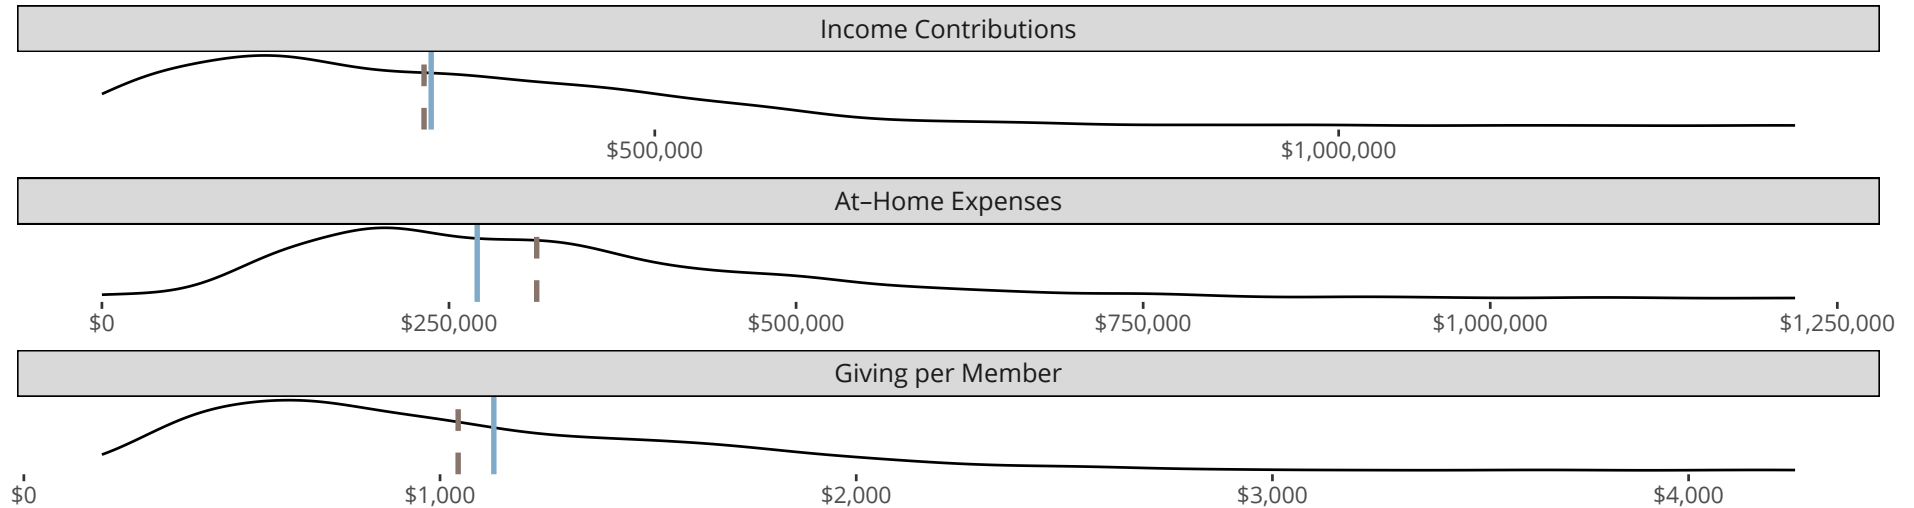 Income Contributions
$500,000 $1,000,000
At–Home Expenses
$0 $250,000 $500,000 $750,000 $1,000,000 $1,250,000
Giving per Member
$0 $1,000 $2,000 $3,000 $4,000